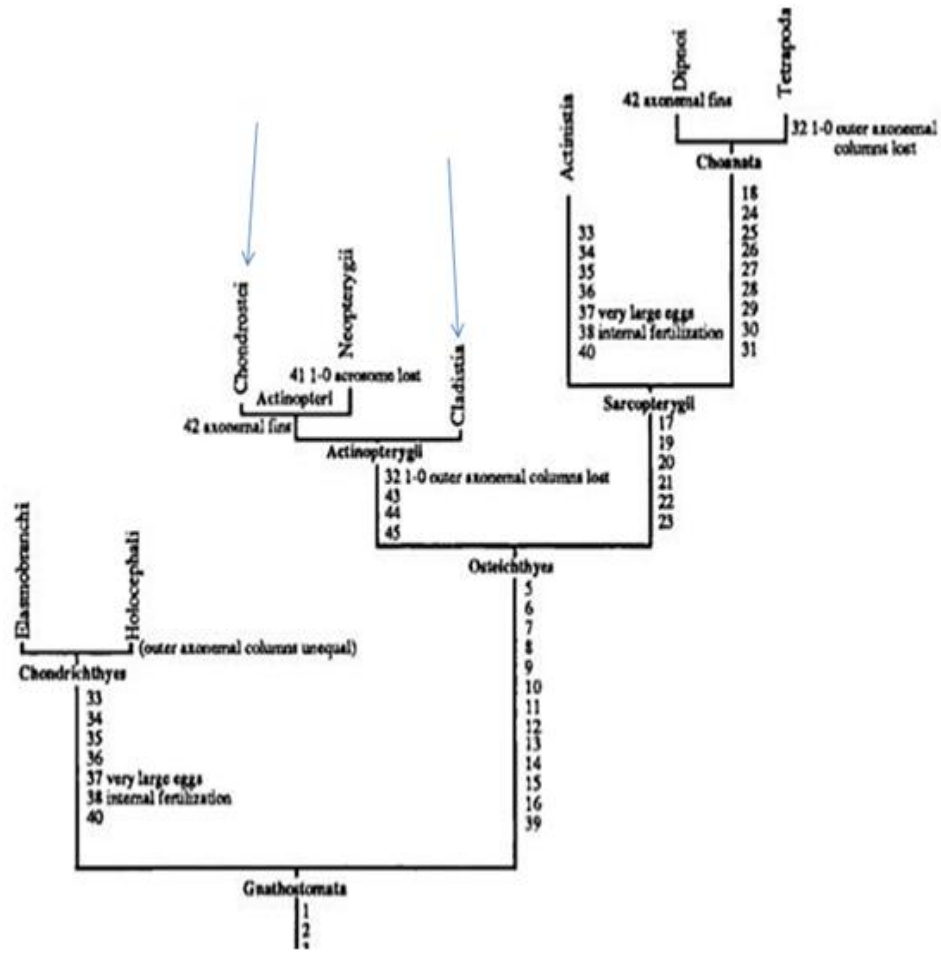 Dipnoi
Tetrapoda
42 axonemal fins
Actinistia
32 1-0 outer axonemal
columns lost
Choanata
18
24
25
26
27
28
29
30
31
33
34
35
36
37 very large eggs
38 internal fertilization
40
Sarcopterygii
17
19
20
21
22
23
Chondrostei
Neopterygii
Cladistia
41 1-0 acrosome lost
Actinopteri
42 axonemal fins
Actinopterygii
32 1-0 outer axonemal columns lost
43
44
45
Osteichthyes
5
6
7
8
9
10
11
12
13
14
15
16
39
Elasmobranchi
Holocephali
(outer axonemal columns unequal)
Chondrichthyes
33
34
35
36
37 very large eggs
38 internal fertilization
40
Gnathostomata
1
2